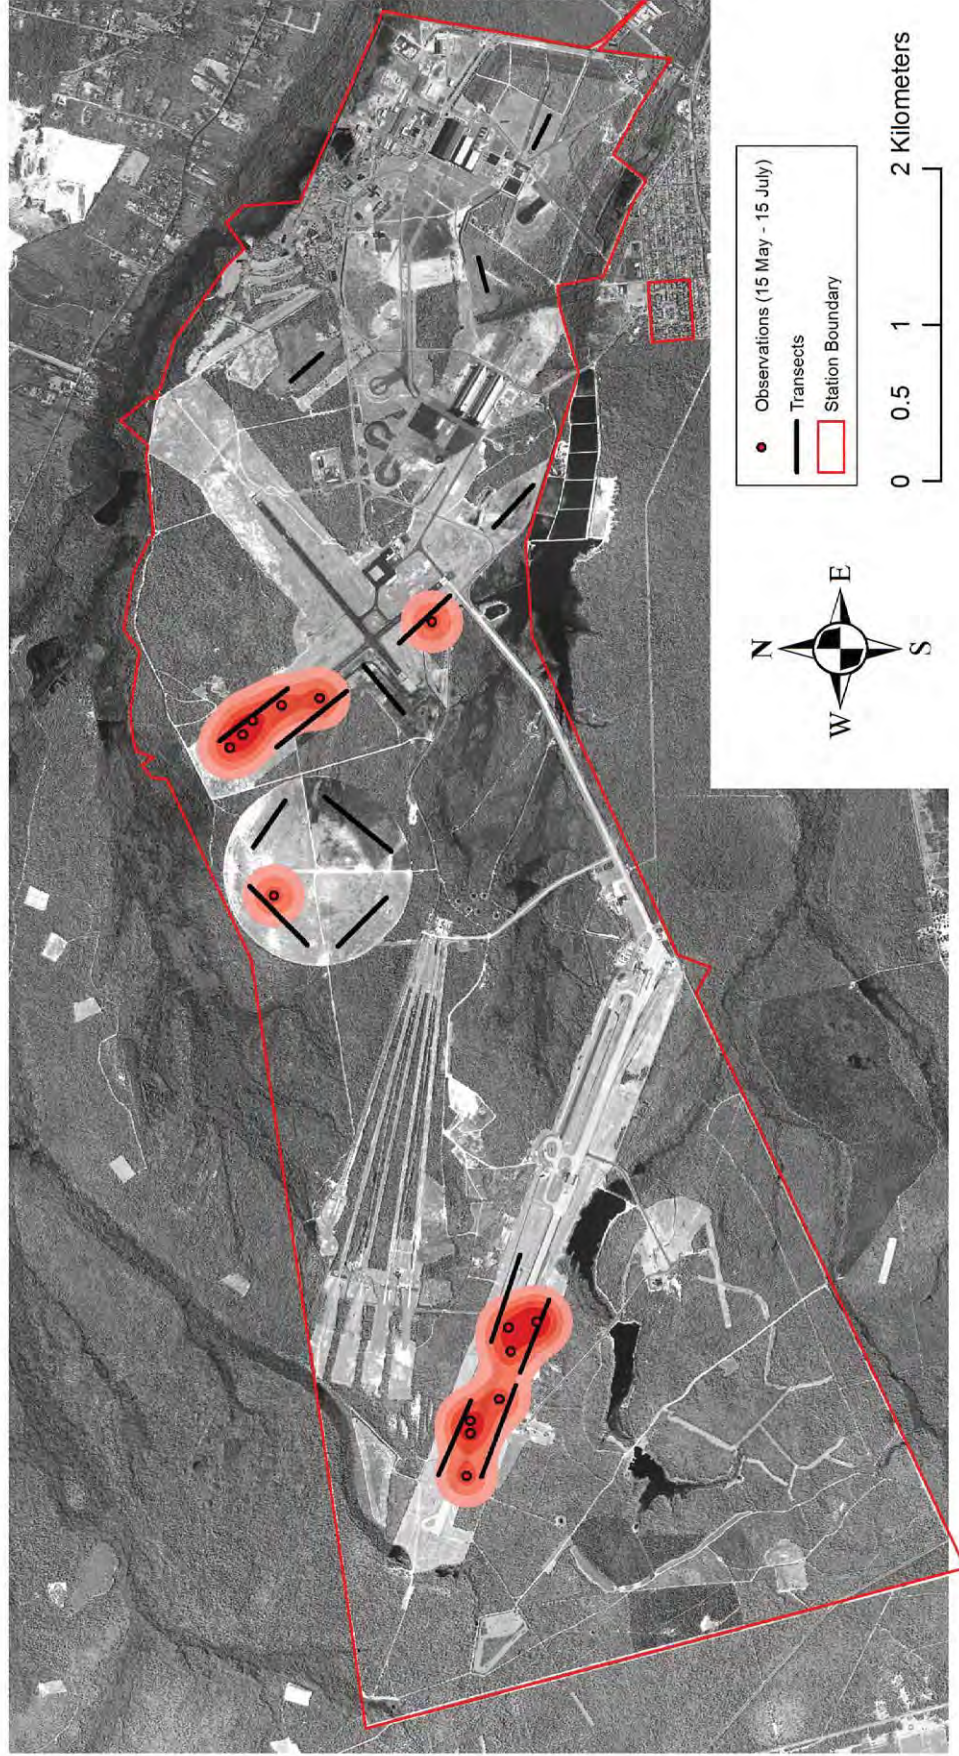 Observations (15 May - 15 July)
Transects
Station Boundary
N
W
E
S
0 0.5 1 2 Kilometers